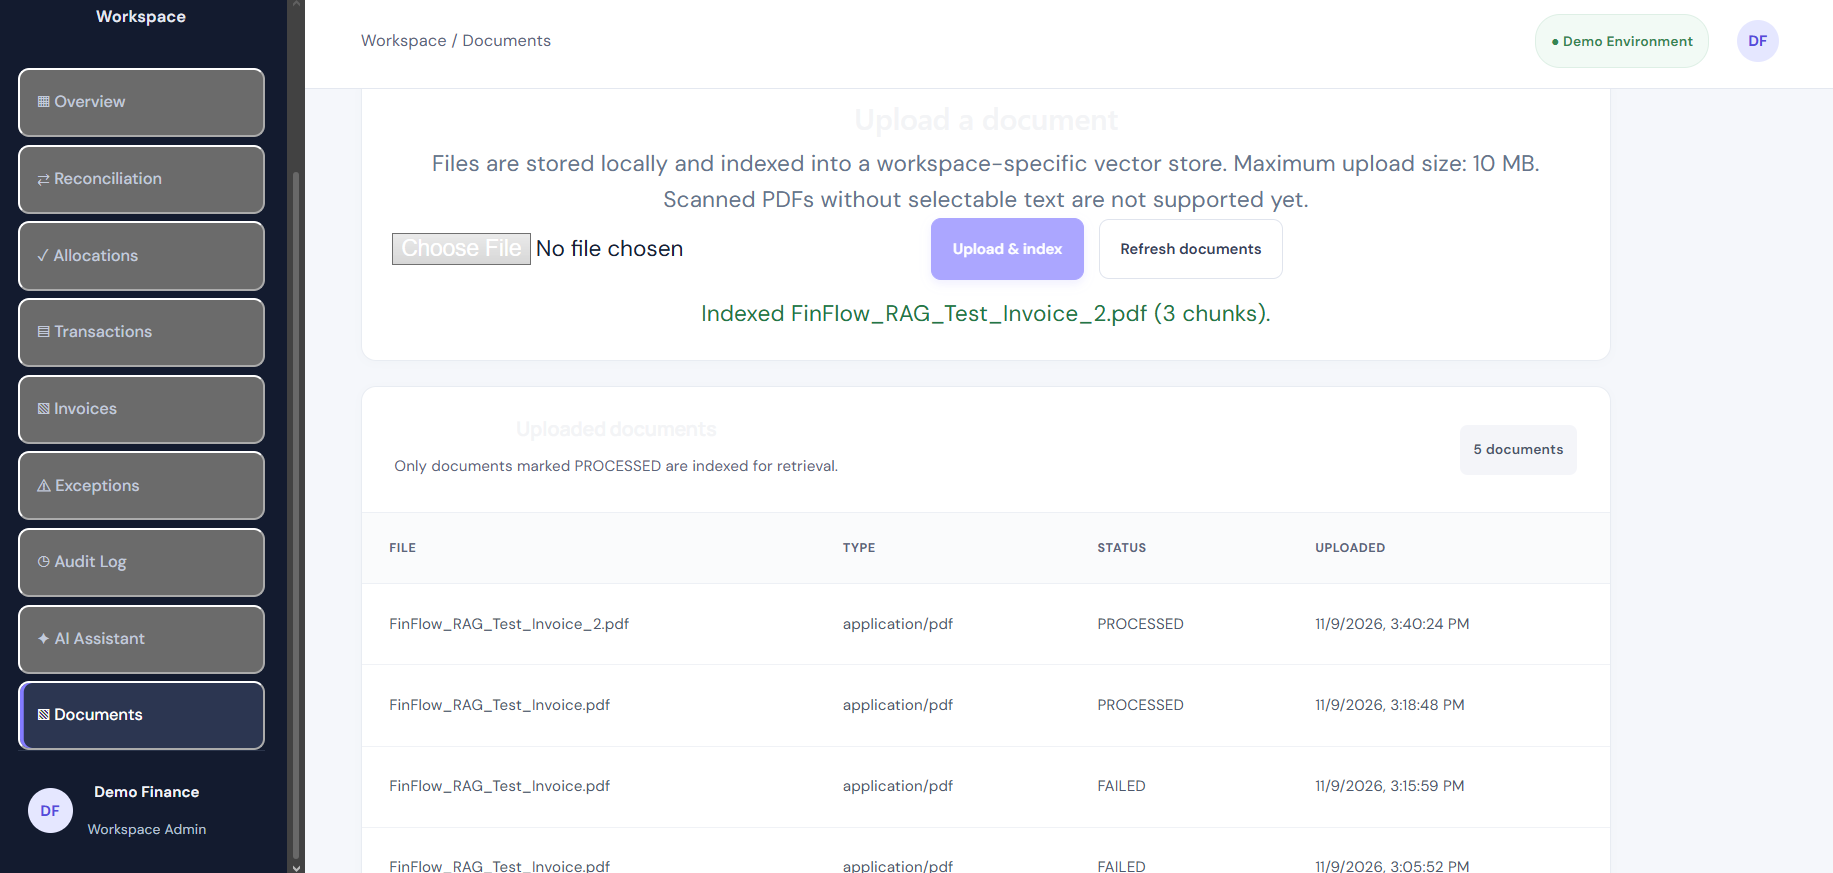 Workspace
Overview
Reconciliation
Allocations
Transactions
Invoices
Exceptions
Audit Log
AI Assistant
Documents
DF
Demo Finance
Workspace Admin
Workspace / Documents
● Demo Environment
DF
Upload a document
Files are stored locally and indexed into a workspace-specific vector store. Maximum upload size: 10 MB.
Scanned PDFs without selectable text are not supported yet.
Choose File No file chosen
Upload & index
Refresh documents
Indexed FinFlow_RAG_Test_Invoice_2.pdf (3 chunks).
Uploaded documents
Only documents marked PROCESSED are indexed for retrieval.
5 documents
FILE TYPE STATUS UPLOADED
FinFlow_RAG_Test_Invoice_2.pdf application/pdf PROCESSED 11/9/2026, 3:40:24 PM
FinFlow_RAG_Test_Invoice.pdf application/pdf PROCESSED 11/9/2026, 3:18:48 PM
FinFlow_RAG_Test_Invoice.pdf application/pdf FAILED 11/9/2026, 3:15:59 PM
FinFlow_RAG_Test_Invoice.pdf application/pdf FAILED 11/9/2026, 3:05:52 PM